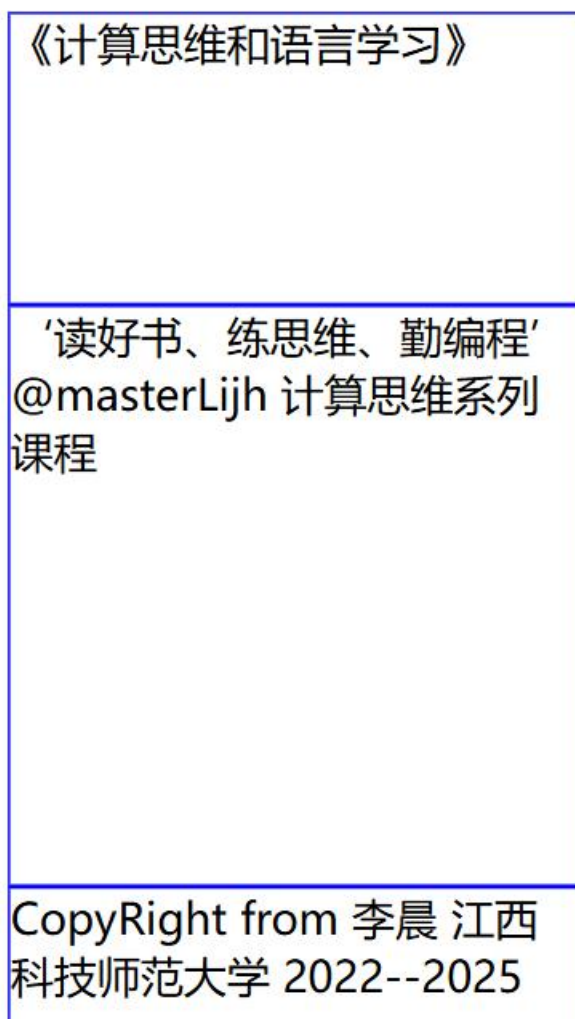 《计算思维和语言学习》
‘读好书、练思维、勤编程’
@masterLijh 计算思维系列
课程
CopyRight from 李晨 江西
科技师范大学 2022--2025